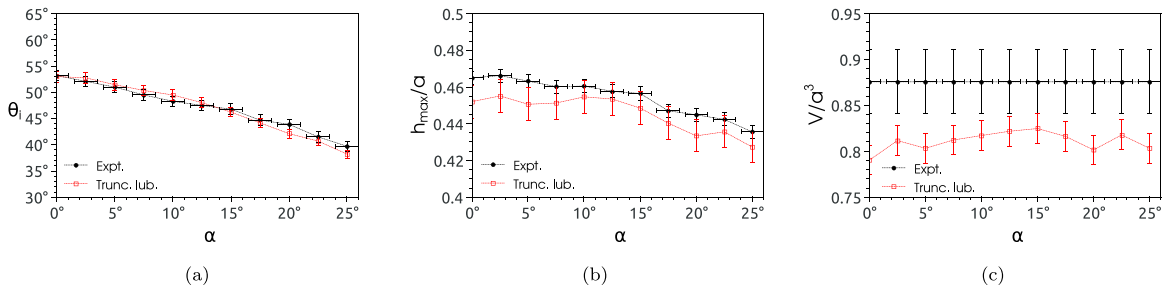 65°
60°
55°
50°
45°
40°
35°
30°
θi
Expt.
Trunc. lub.
0° 5° 10° 15° 20° 25°
α
(a)
0.5
0.48
0.46
0.44
0.42
0.4
hmax/a
Expt.
Trunc. lub.
0° 5° 10° 15° 20° 25°
α
(b)
0.95
0.9
0.85
0.8
0.75
V/a³
Expt.
Trunc. lub.
0° 5° 10° 15° 20° 25°
α
(c)